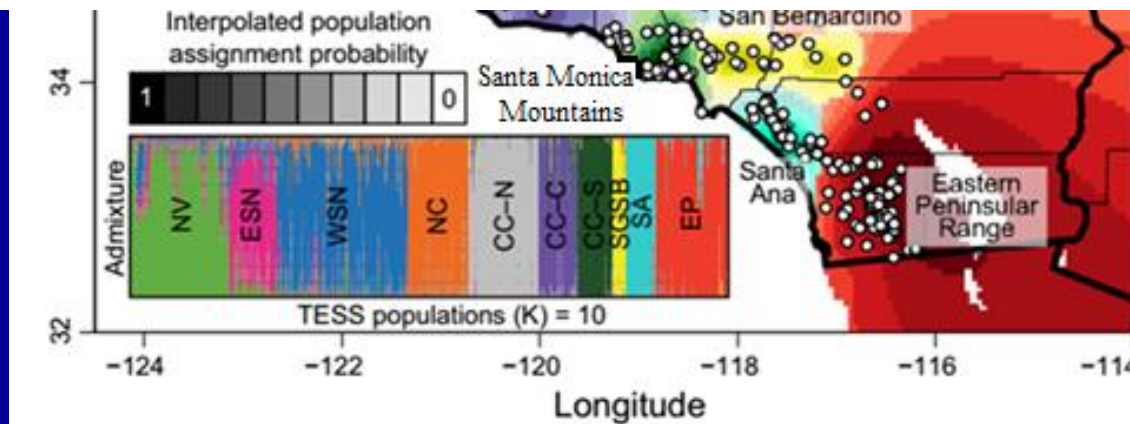 San Bernardino
Interpolated population
assignment probability
1
0
34
Santa Monica
Mountains
Admixture
NV
ESN
WSN
NC
CC–N
CC–C
CC–S
SGSB
SA
EP
Santa
Ana
Eastern
Peninsular
Range
TESS populations (K) = 10
32
−124
−122
−120
−118
−116
−114
Longitude